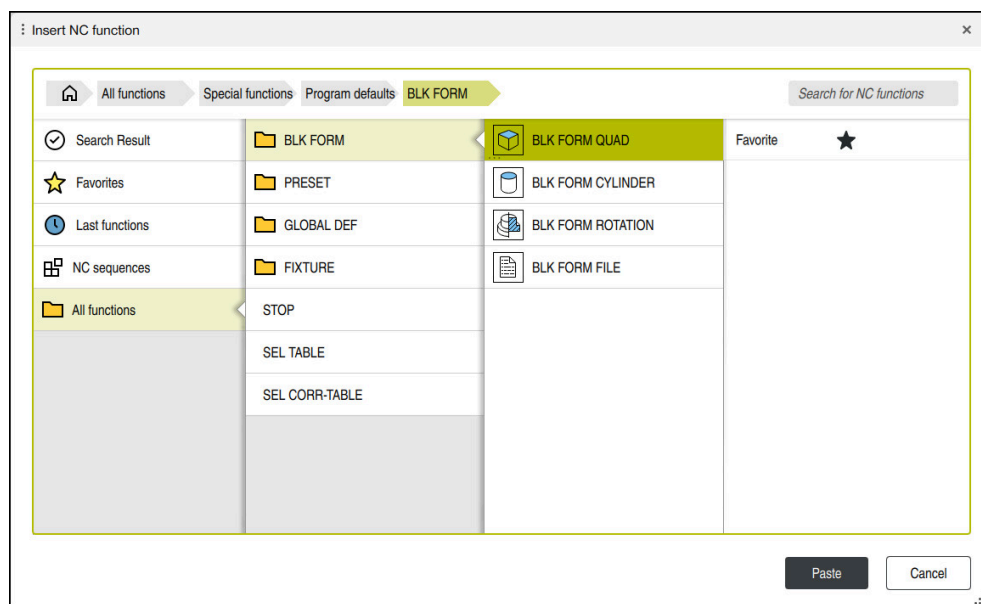 Insert NC function
All functions
Special functions
Program defaults
BLK FORM
Search for NC functions
Search Result
Favorites
Last functions
NC sequences
All functions
BLK FORM
PRESET
GLOBAL DEF
FIXTURE
STOP
SEL TABLE
SEL CORR-TABLE
BLK FORM QUAD
BLK FORM CYLINDER
BLK FORM ROTATION
BLK FORM FILE
Favorite
Paste
Cancel